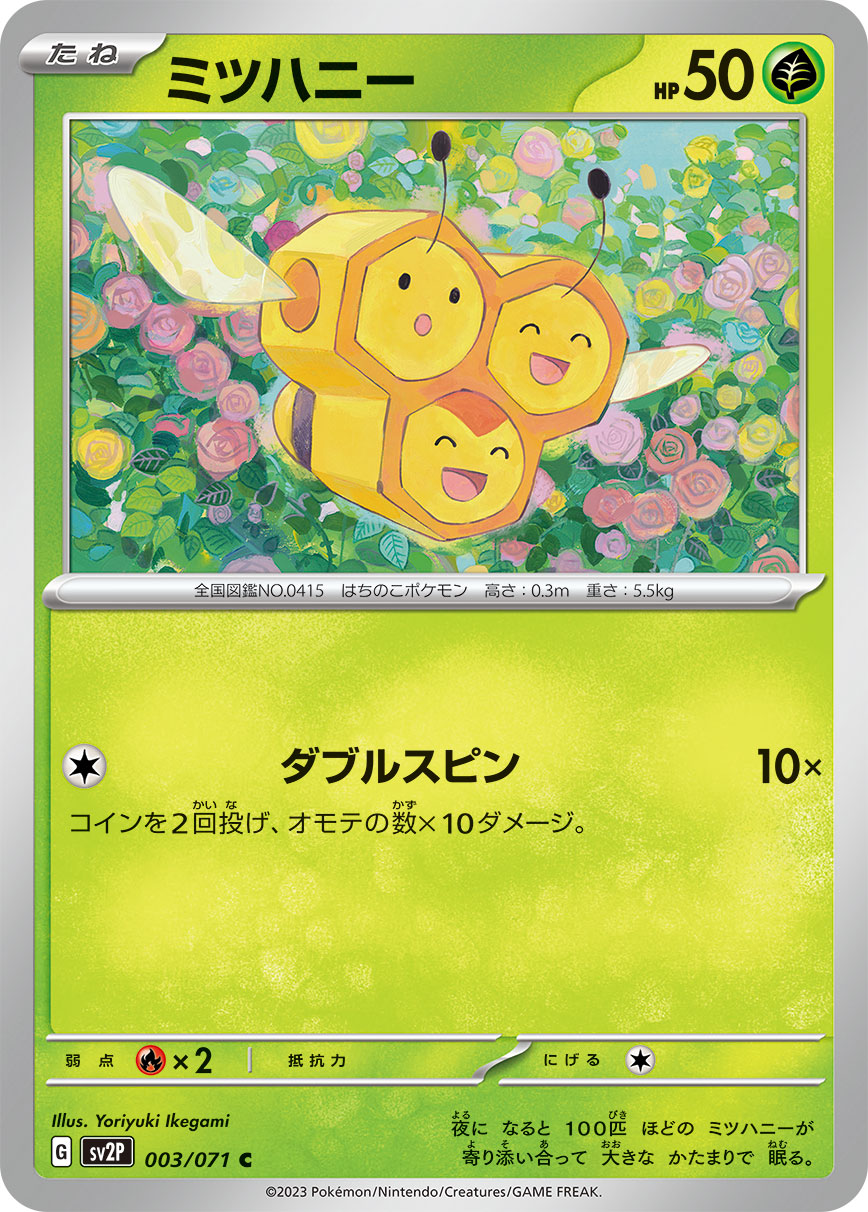 たね
ミツハニー
HP50
全国図鑑NO.0415 はちのこポケモン 高さ:0.3m 重さ:5.5kg
ダブルスピン 10×
コインを2回投げ、オモテの数×10ダメージ。
弱点 ×2 抵抗力 にげる
Illus. Yoriyuki Ikegami
G sv2P 003/071 C
夜に なると 100匹 ほどの ミツハニーが
寄り添い合って 大きな かたまりで 眠る。
©2023 Pokémon/Nintendo/Creatures/GAME FREAK.